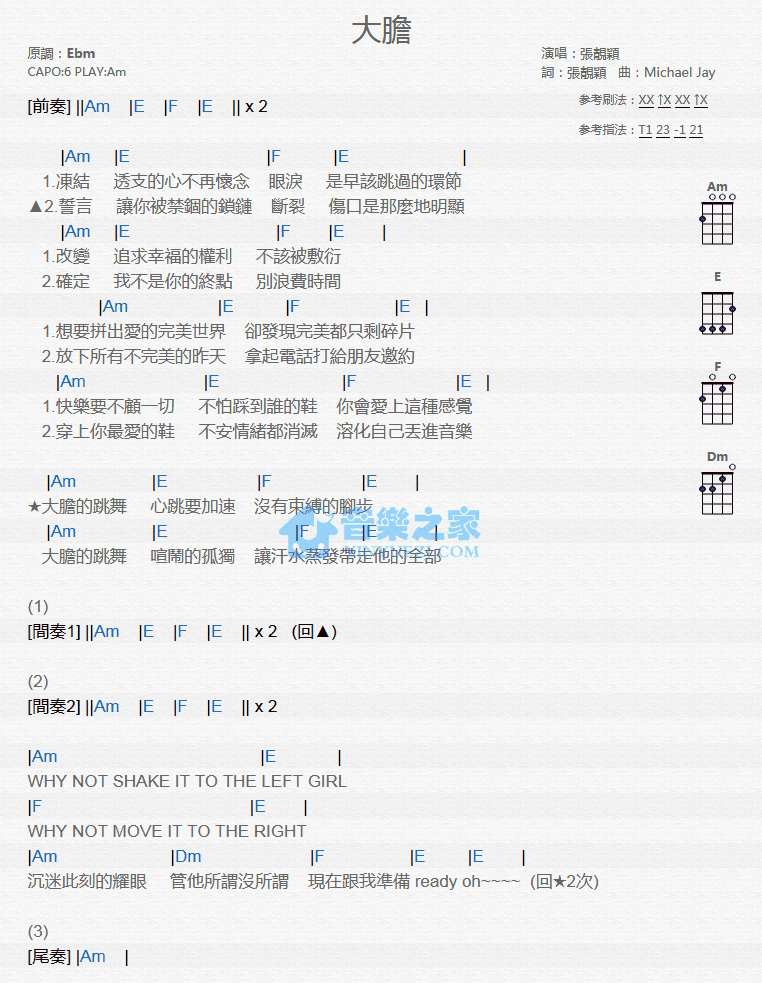 大膽
原調：Ebm
演唱：張靚穎
CAPO:6 PLAY:Am
詞：張靚穎 曲：Michael Jay
[前奏] ||Am |E |F |E || x 2
參考刷法：XX ↑X XX ↑X
參考指法：T1 23 -1 21
|Am |E |F |E |
1.凍結 透支的心不再懷念 眼淚 是早該跳過的環節
▲2.誓言 讓你被禁錮的鎖鏈 斷裂 傷口是那麼地明顯
|Am |E |F |E |
1.改變 追求幸福的權利 不該被敷衍
2.確定 我不是你的終點 別浪費時間
|Am |E |F |E |
1.想要拼出愛的完美世界 卻發現完美都只剩碎片
2.放下所有不完美的昨天 拿起電話打給朋友邀約
|Am |E |F |E |
1.快樂要不顧一切 不怕踩到誰的鞋 你會愛上這種感覺
2.穿上你最愛的鞋 不安情緒都消滅 溶化自己丟進音樂
|Am |E |F |E |
★大膽的跳舞 心跳要加速 沒有束縛的腳步
|Am |E |F |E |
大膽的跳舞 喧鬧的孤獨 讓汗水蒸發帶走他的全部
音樂之家
(1)
[間奏1] ||Am |E |F |E || x 2 (回▲)
(2)
[間奏2] ||Am |E |F |E || x 2
|Am |E |
WHY NOT SHAKE IT TO THE LEFT GIRL
|F |E |
WHY NOT MOVE IT TO THE RIGHT
|Am |Dm |F |E |E |
沉迷此刻的耀眼 管他所謂沒所謂 現在跟我準備 ready oh~~~~ (回★2次)
(3)
[尾奏] |Am |
Am
E
F
Dm